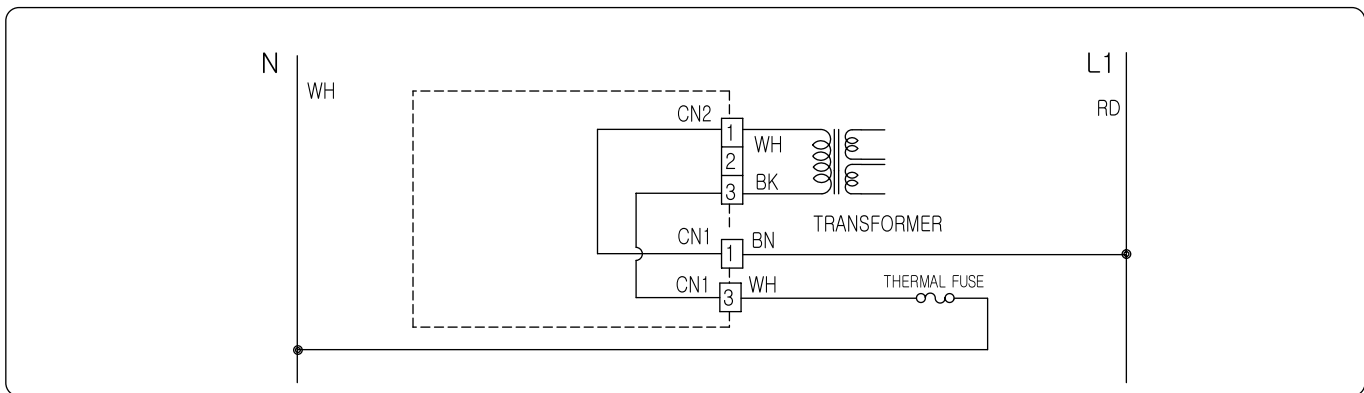 N
L1
WH
RD
CN2
1
WH
2
3
BK
TRANSFORMER
CN1
1
BN
CN1
3
WH
THERMAL FUSE